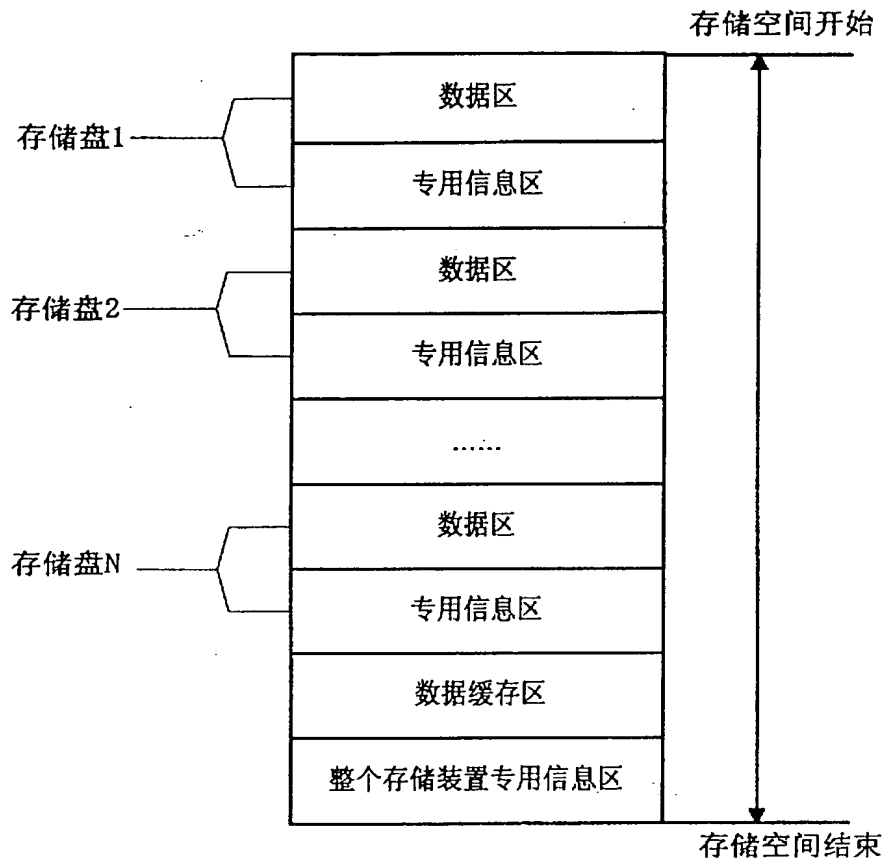 存储空间开始
数据区
存储盘1
专用信息区
数据区
存储盘2
专用信息区
......
数据区
存储盘N
专用信息区
数据缓存区
整个存储装置专用信息区
存储空间结束